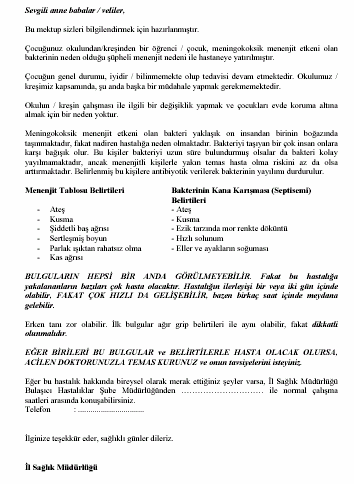 Sevgili anne babalar / veliler,
Bu mektup sizleri bilgilendirmek için hazırlanmıştır.
Çocuğunuz okulundan/kreşinden bir öğrenci / çocuk, meningokoksik menenjit etkeni olan
bakterinin neden olduğu şüpheli menenjit nedeni ile hastaneye yatırılmıştır.
Çocuğun genel durumu, iyidir / bilinmemekte olup tedavisi devam etmektedir. Okulumuz /
kreşimiz kapsamında, şu anda başka bir müdahale yapmak gerekmemektedir.
Okulun / kreşin çalışması ile ilgili bir değişiklik yapmak ve çocukları evde koruma altına
almak için bir neden yoktur.
Meningokoksik menenjit etkeni olan bakteri yaklaşık on insandan birinin boğazında
taşınmaktadır, fakat nadiren hastalığa neden olmaktadır. Bakteriyi taşıyan bir çok insan onlara
karşı bağışık olur. Bu kişiler bakteriyi uzun süre bulundurmuş olsalar da bakteri kolay
yayılmamaktadır, ancak menenjitli kişilerle yakın temas hasta olma riskini az da olsa
arttırmaktadır. Belirlenmiş bu kişilere antibiyotik verilerek bakterinin yayılımı durdurulur.
Menenjit Tablosu Belirtileri
- Ateş
- Kusma
- Şiddetli baş ağrısı
- Sertleşmiş boyun
- Parlak ışıktan rahatsız olma
- Kas ağrısı
Bakterinin Kana Karışması (Septisemi)
Belirtileri
- Ateş
- Kusma
- Ezik tarzında mor renkte döküntü
- Hızlı solunum
- Eller ve ayakların soğuması
BULGULARIN HEPSİ BİR ANDA GÖRÜLMEYEBİLİR. Fakat bu hastalığa
yakalananların bazıları çok hasta olacaktır. Hastalığın ilerleyişi bir veya iki gün içinde
olabilir, FAKAT ÇOK HIZLI DA GELİŞEBİLİR, bazen birkaç saat içinde meydana
gelebilir.
Erken tanı zor olabilir. İlk bulgular ağır grip belirtileri ile aynı olabilir, fakat dikkatli
olunmalıdır.
EĞER BİRİLERİ BU BULGULAR ve BELİRTİLERLE HASTA OLACAK OLURSA,
ACİLEN DOKTORUNUZLA TEMAS KURUNUZ ve onun tavsiyelerini isteyiniz.
Eğer bu hastalık hakkında bireysel olarak merak ettiğiniz şeyler varsa, İl Sağlık Müdürlüğü
Bulaşıcı Hastalıklar Şube Müdürlüğünden ............................ ile normal çalışma
saatleri arasında konuşabilirsiniz.
Telefon : ................................
İlginize teşekkür eder, sağlıklı günler dileriz.
İl Sağlık Müdürlüğü